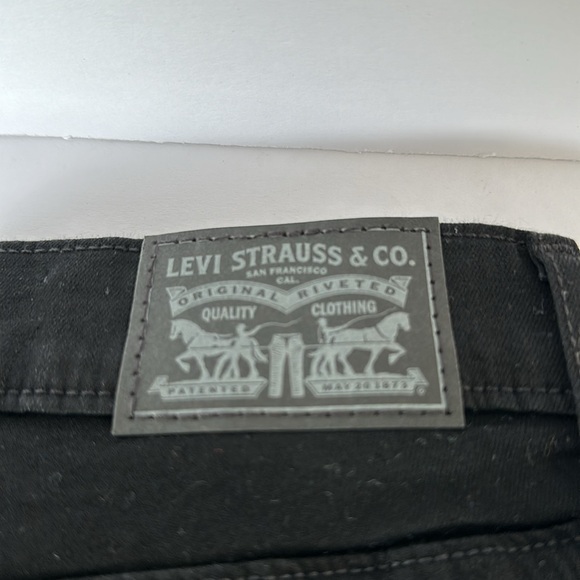 LEVI STRAUSS & CO.
SAN FRANCISCO
CAL.
ORIGINAL RIVETED
QUALITY CLOTHING
PATENTED MAY 20 1873